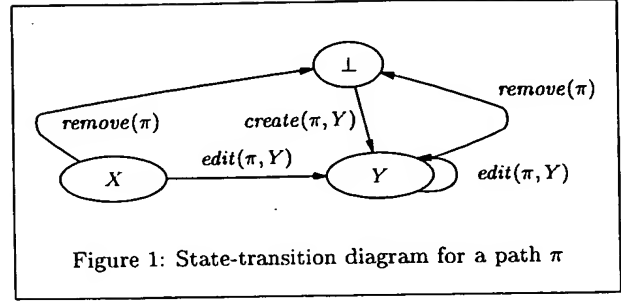 ⊥
remove(π)
remove(π)
create(π, Y)
edit(π, Y)
X
Y
edit(π, Y)
Figure 1: State-transition diagram for a path π